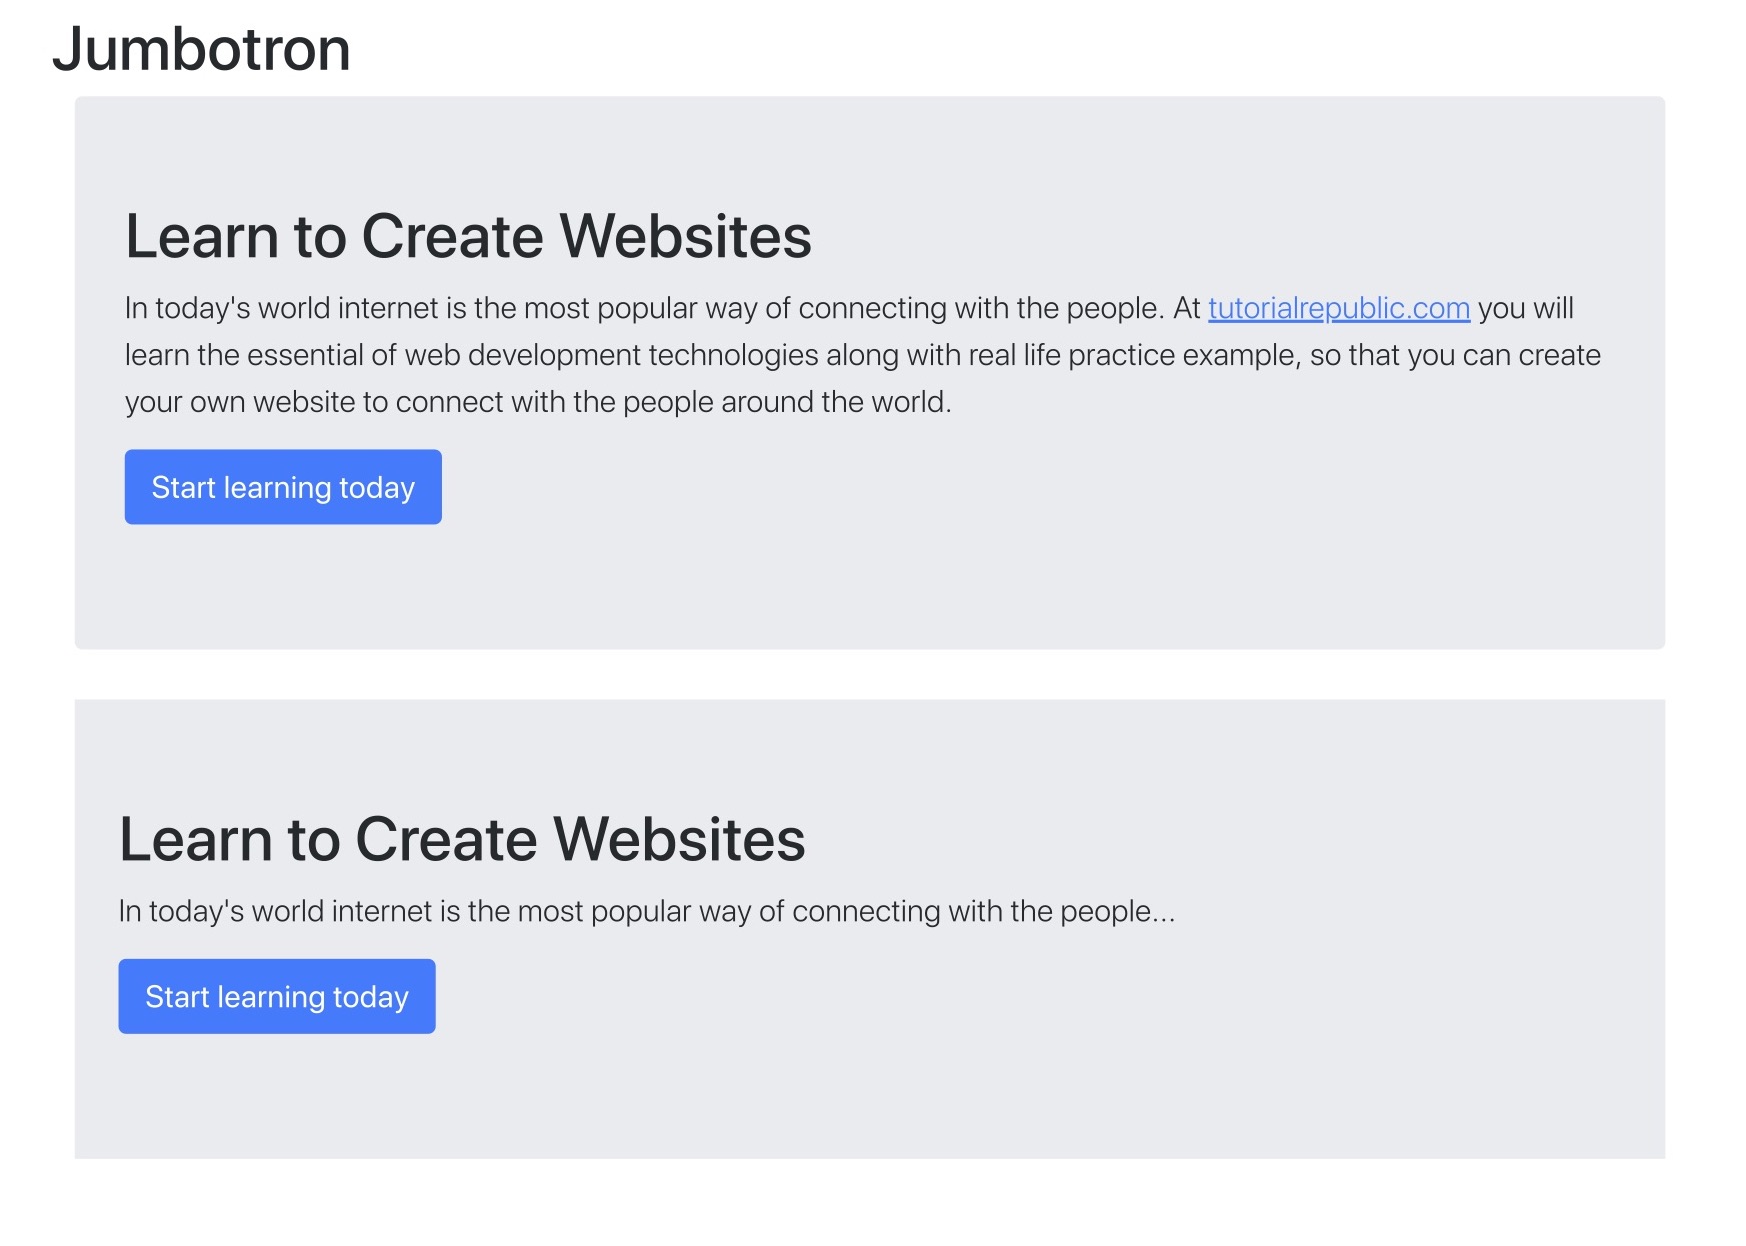 Jumbotron
Learn to Create Websites
In today's world internet is the most popular way of connecting with the people. At tutorialrepublic.com you will
learn the essential of web development technologies along with real life practice example, so that you can create
your own website to connect with the people around the world.
Start learning today
Learn to Create Websites
In today's world internet is the most popular way of connecting with the people...
Start learning today